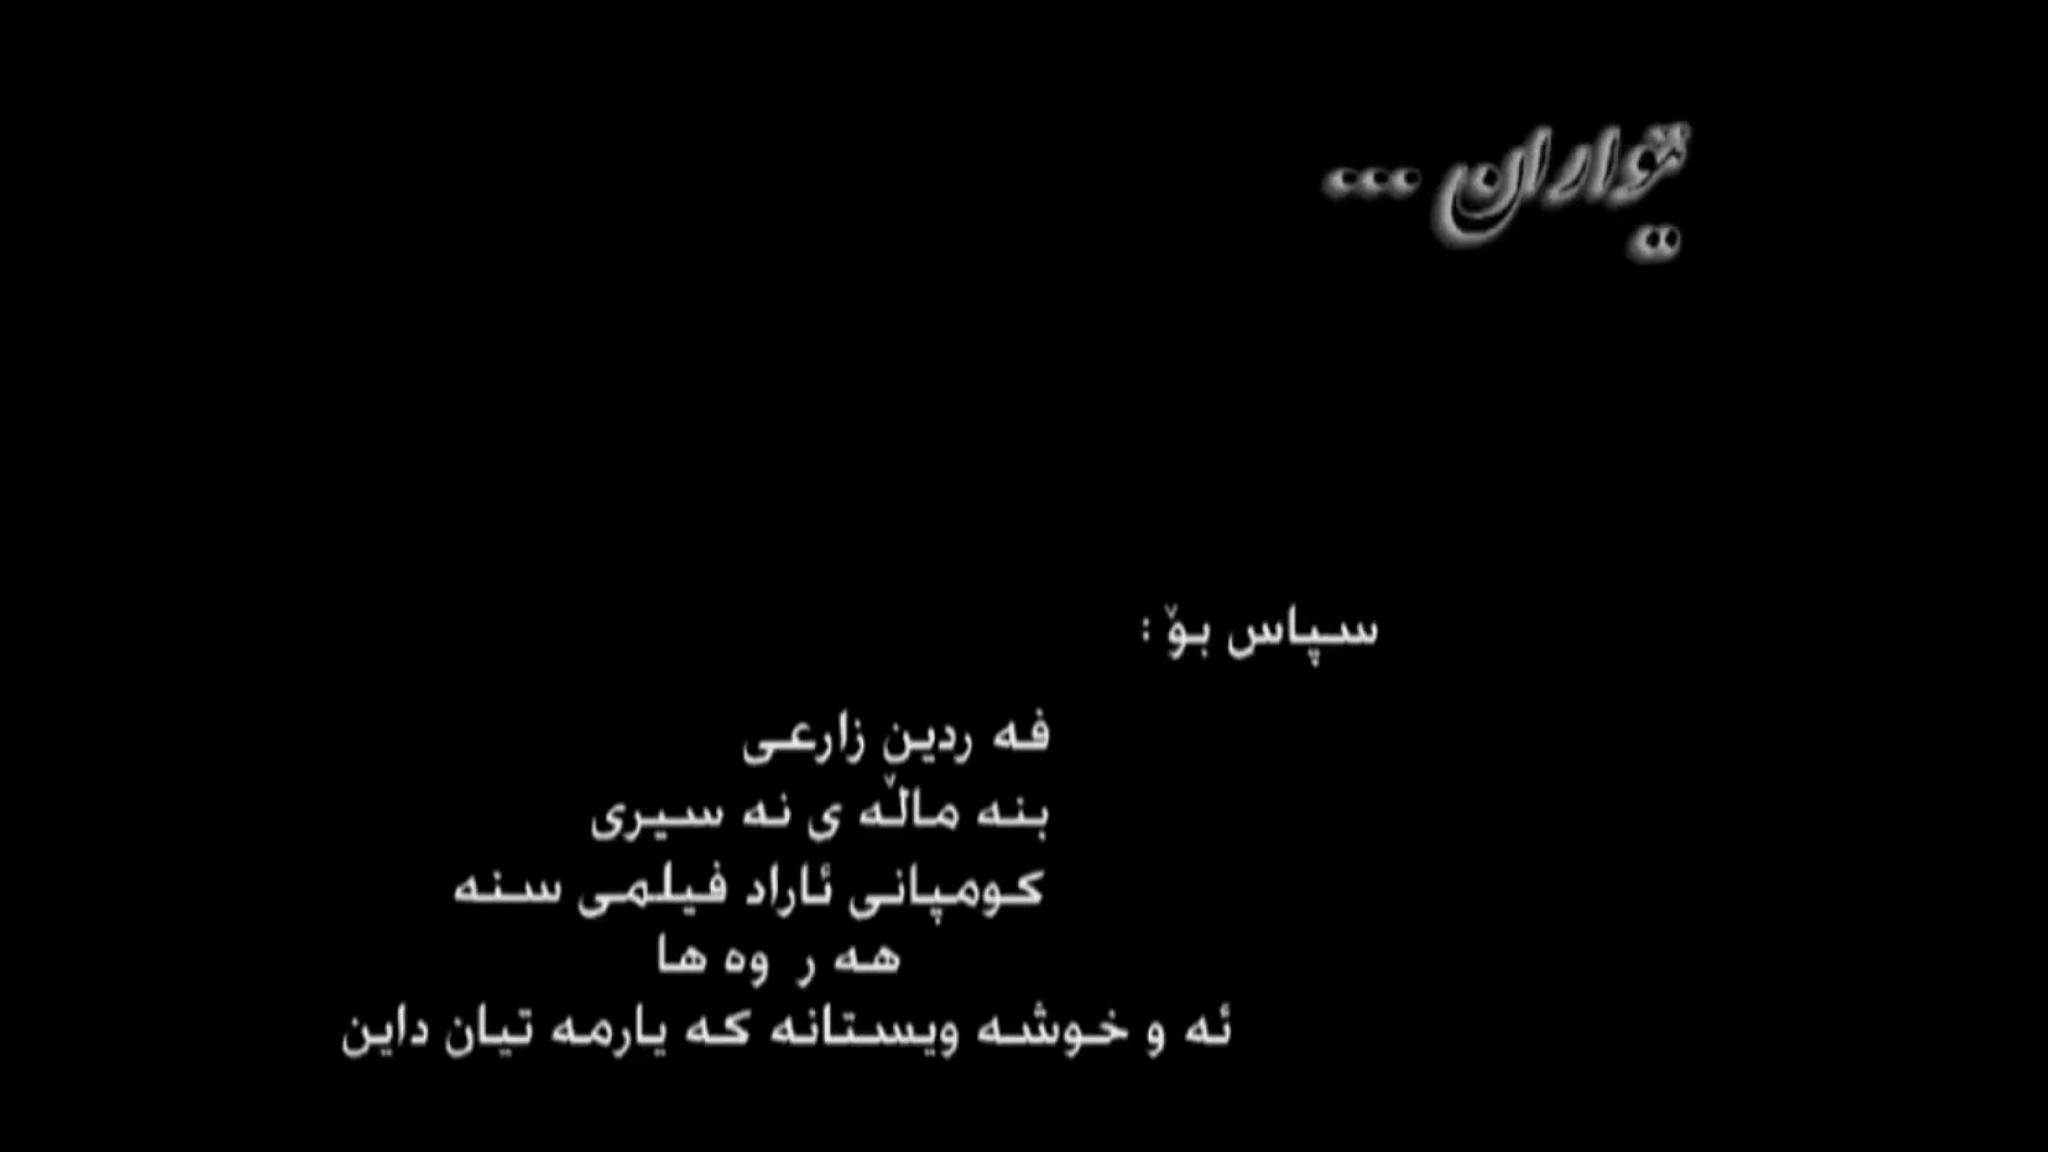 ئێواران ...
سپاس بۆ :
فه ردین زارعی
بنه ماڵه ی نه سیری
کومپانی ئاراد فیلمی سنه
هه ر وه ها
ئه و خوشه ویستانه که یارمه تیان داین